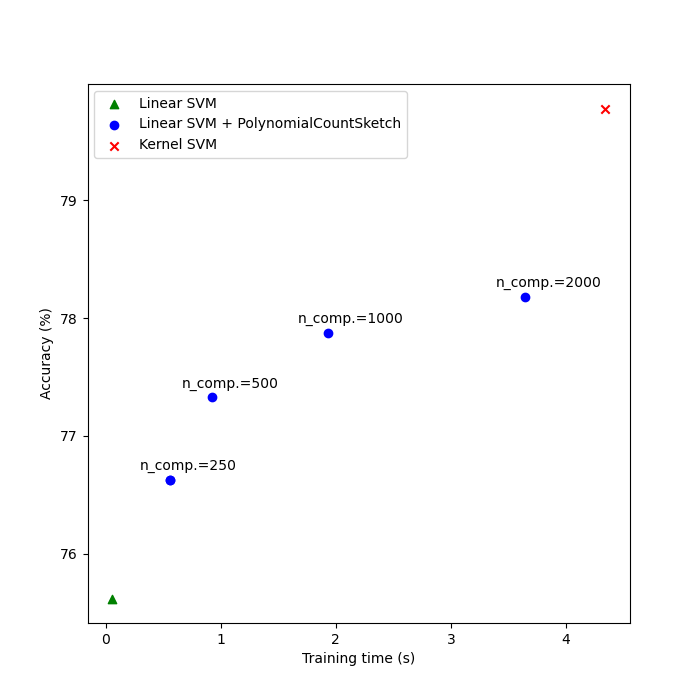 Linear SVM
Linear SVM + PolynomialCountSketch
Kernel SVM
79
n_comp.=2000
78
n_comp.=1000
n_comp.=500
77
n_comp.=250
76
Accuracy (%)
0 1 2 3 4
Training time (s)